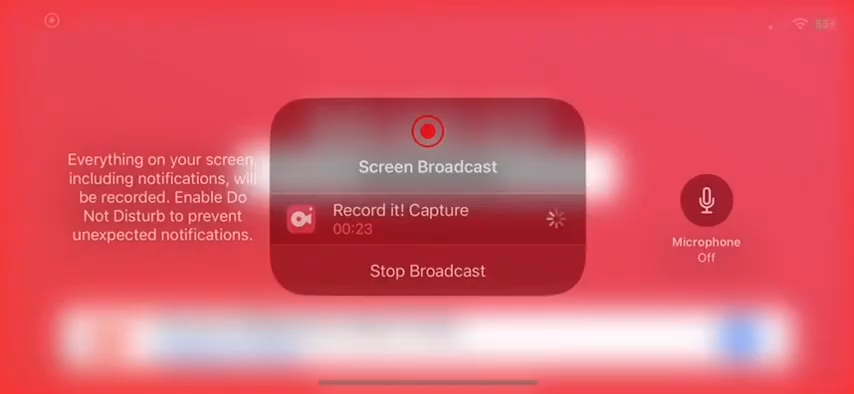 Everything on your screen,
including notifications, will
be recorded. Enable Do
Not Disturb to prevent
unexpected notifications.
Screen Broadcast
Record it! Capture
00:23
Stop Broadcast
Microphone
Off